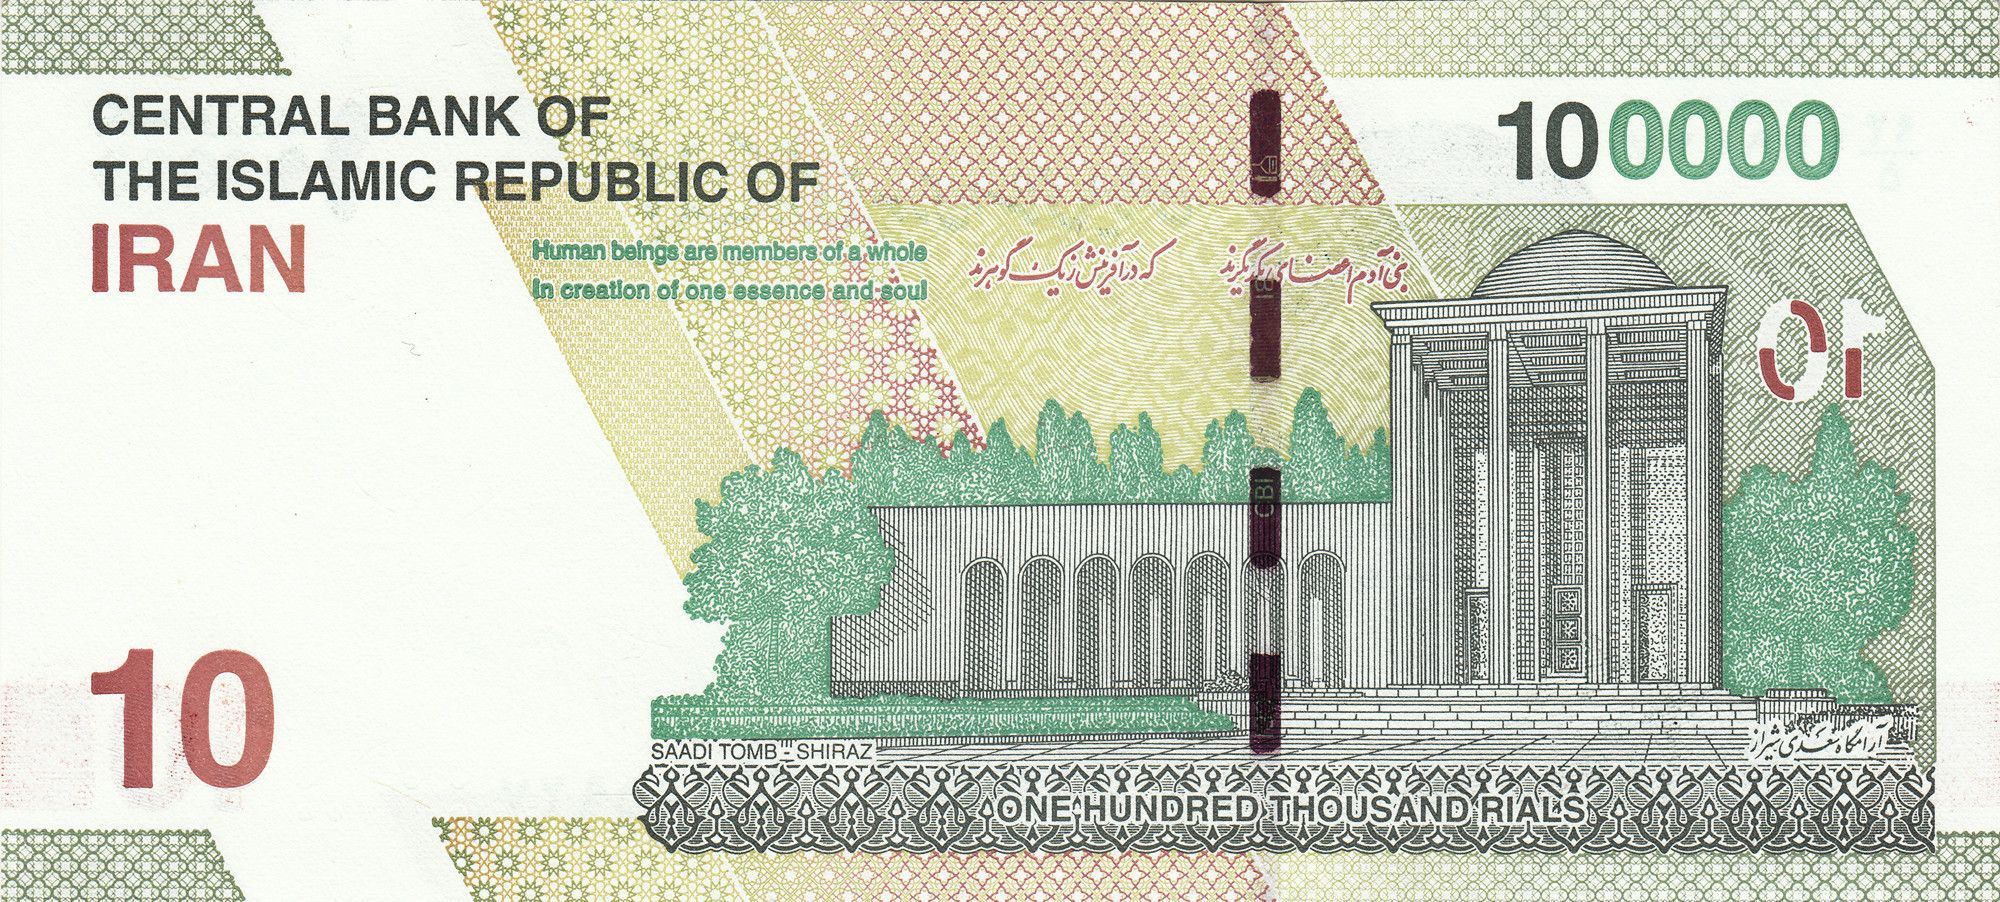 CENTRAL BANK OF
THE ISLAMIC REPUBLIC OF
IRAN
100000
Human beings are members of a whole
In creation of one essence and soul
بنی آدم اعضای یکدیگرند
که در آفرینش ز یک گوهرند
CBI
10
SAADI TOMB - SHIRAZ
آرامگاه سعدی شیراز
ONE HUNDRED THOUSAND RIALS